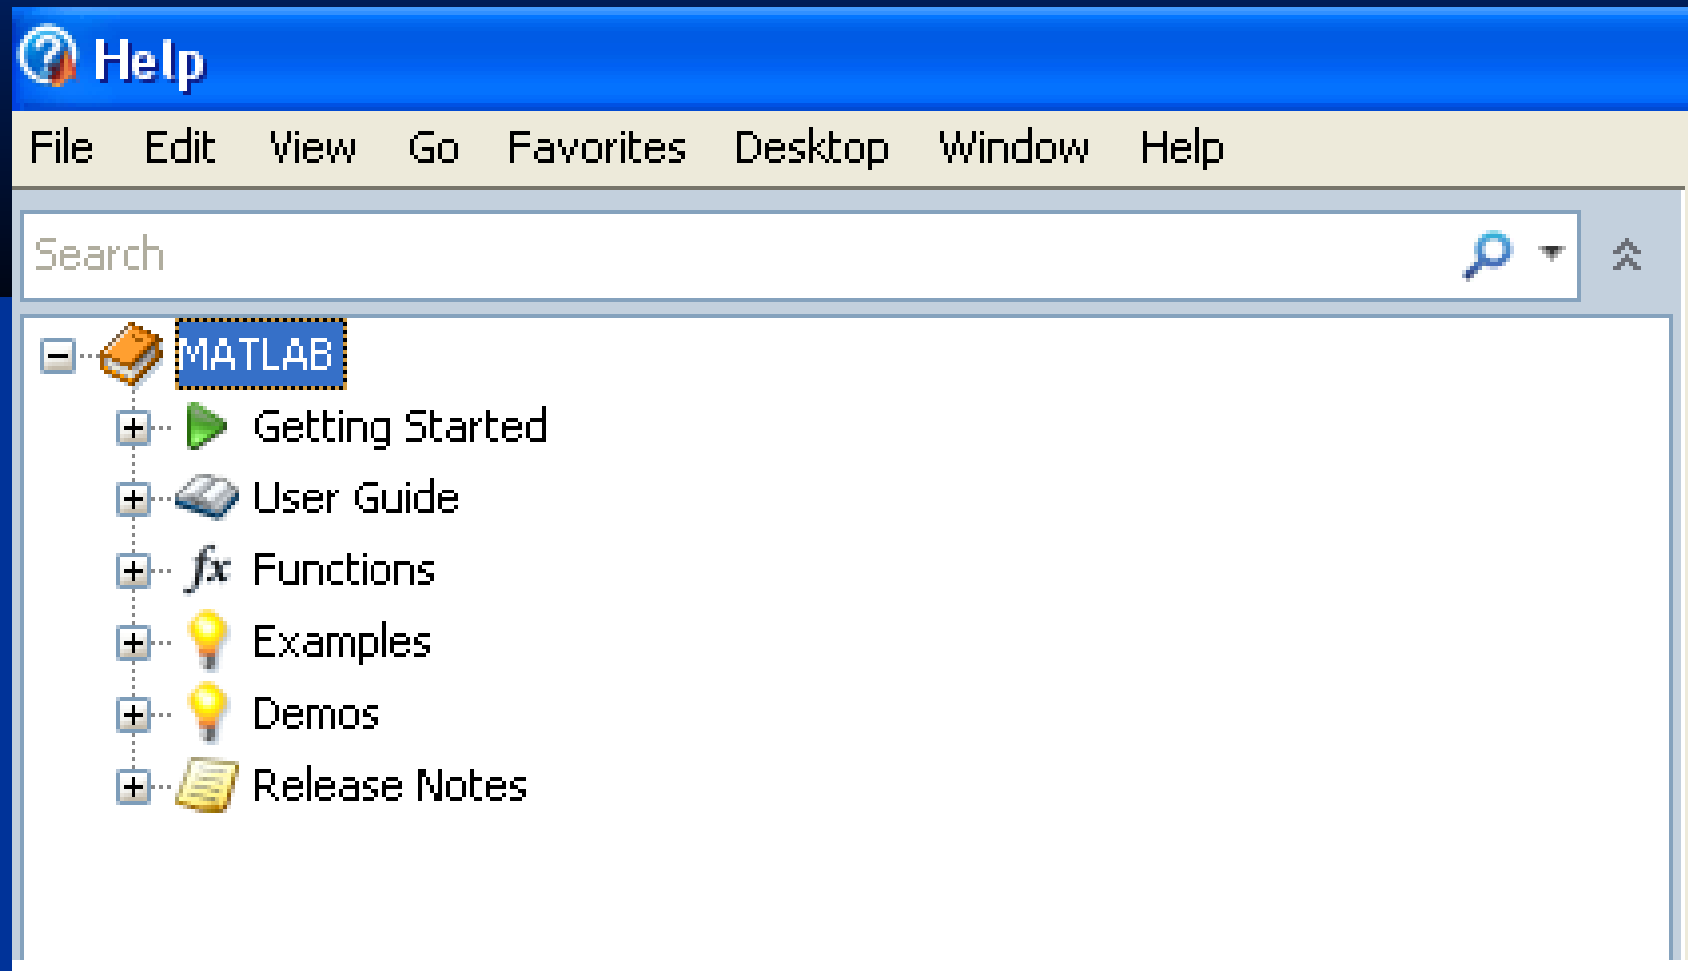 Help
File Edit View Go Favorites Desktop Window Help
Search
MATLAB
Getting Started
User Guide
fx Functions
Examples
Demos
Release Notes